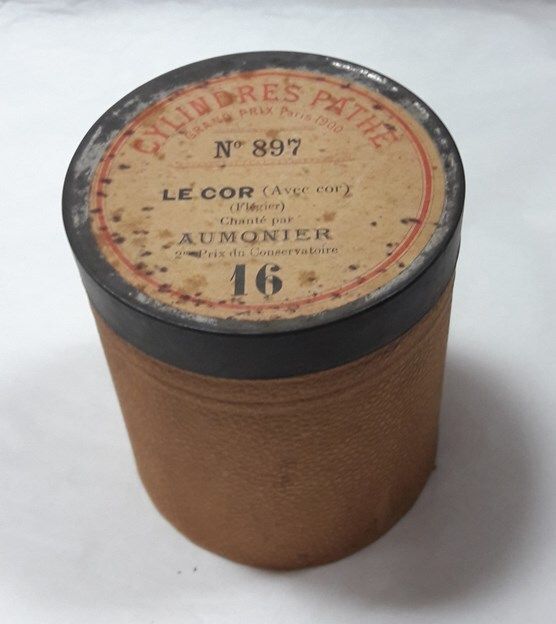 CYLINDRES PATHÉ
GRAND PRIX Paris 1900
Nº 897
LE COR (Avec cor)
(Flégier)
Chanté par
AUMONIER
2me Prix du Conservatoire
16